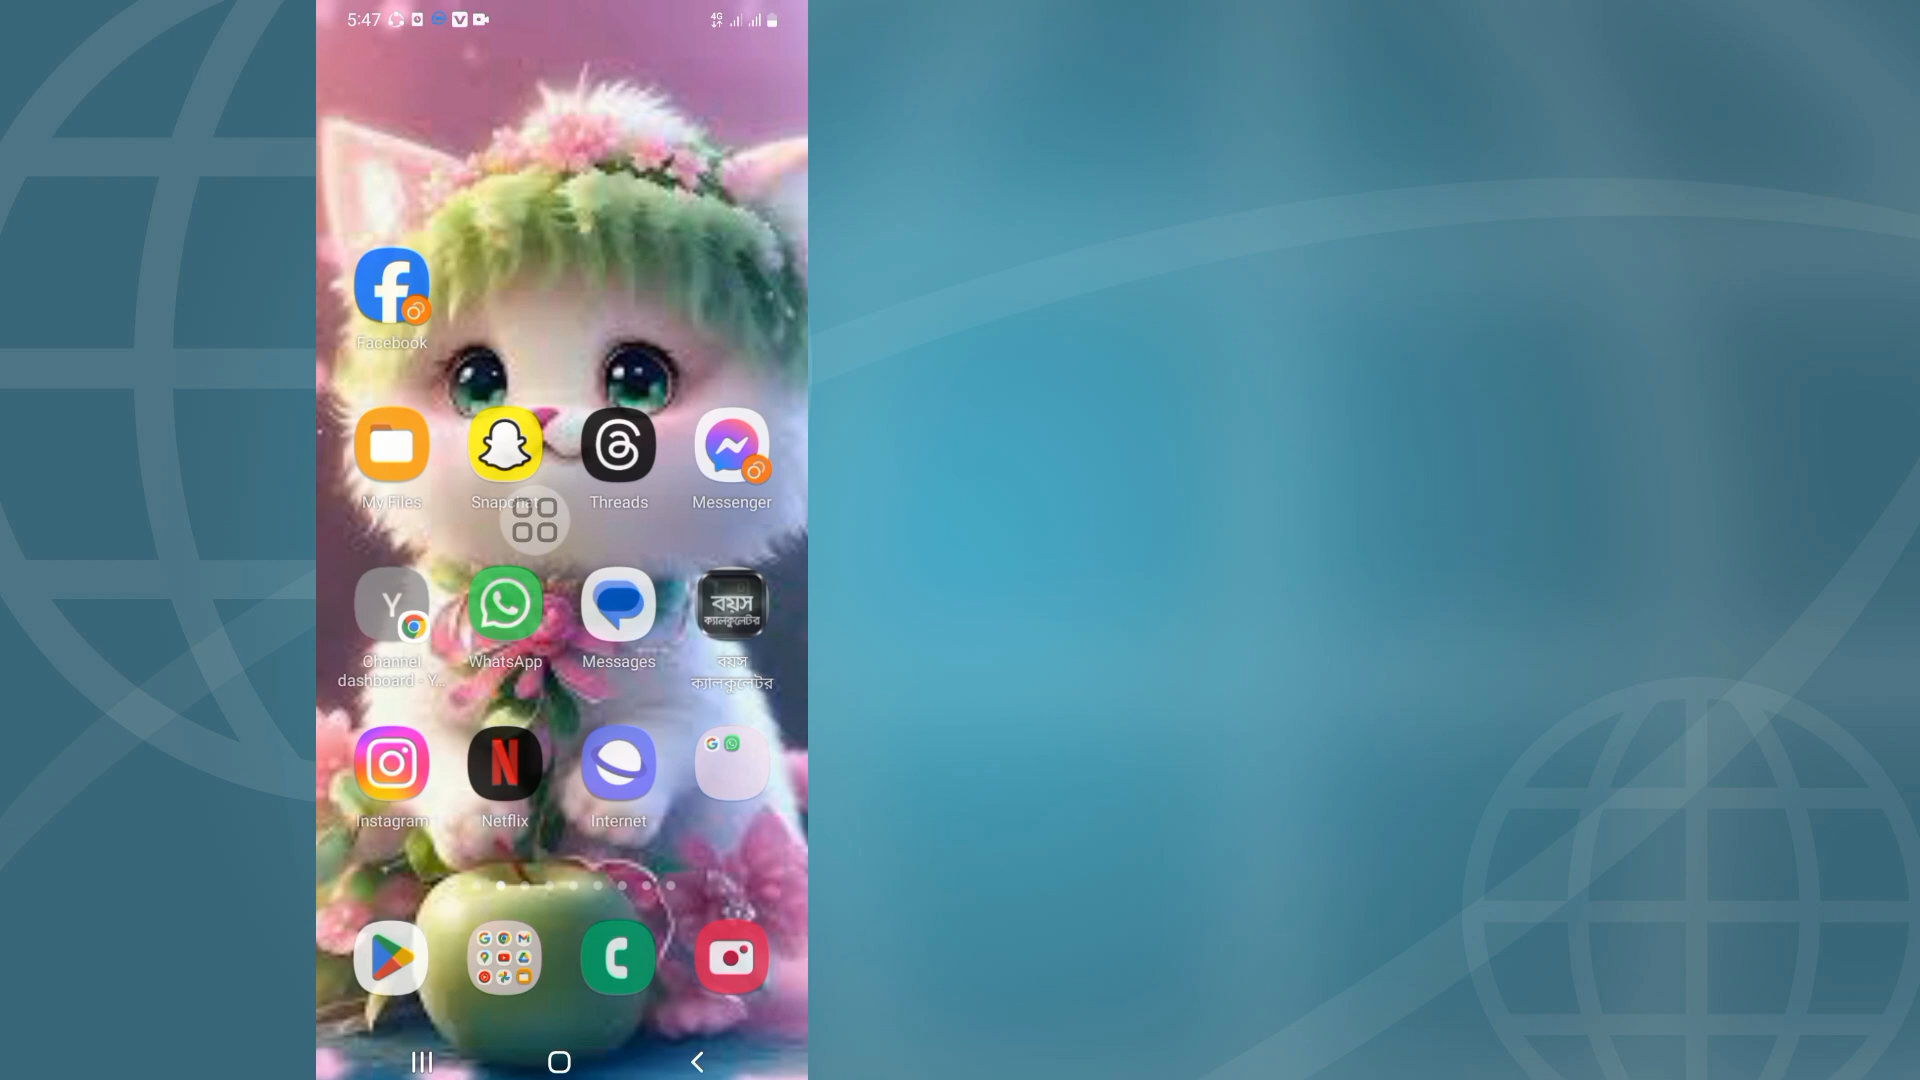 5:47
4G
Facebook
My Files
Snapchat
Threads
Messenger
Y
বয়স
ক্যালকুলেটর
Channel
dashboard - Y...
WhatsApp
Messages
বয়স
ক্যালকুলেটর
N
Instagram
Netflix
Internet